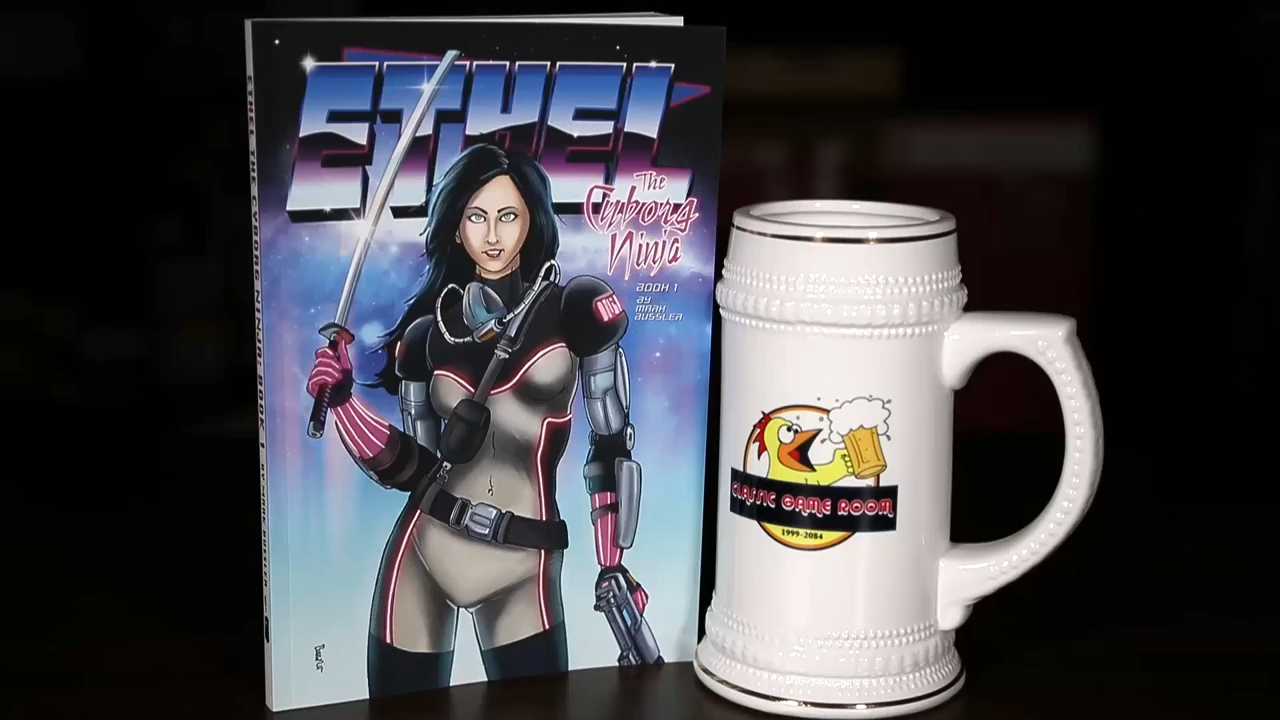 ETHEL
The
Cyborg
Ninja
BOOK 1
BY
MARK
BUSSLER
ETHEL THE CYBORG NINJA: BOOK 1 BY MARK BUSSLER
CLASSIC GAME ROOM
1999-2084